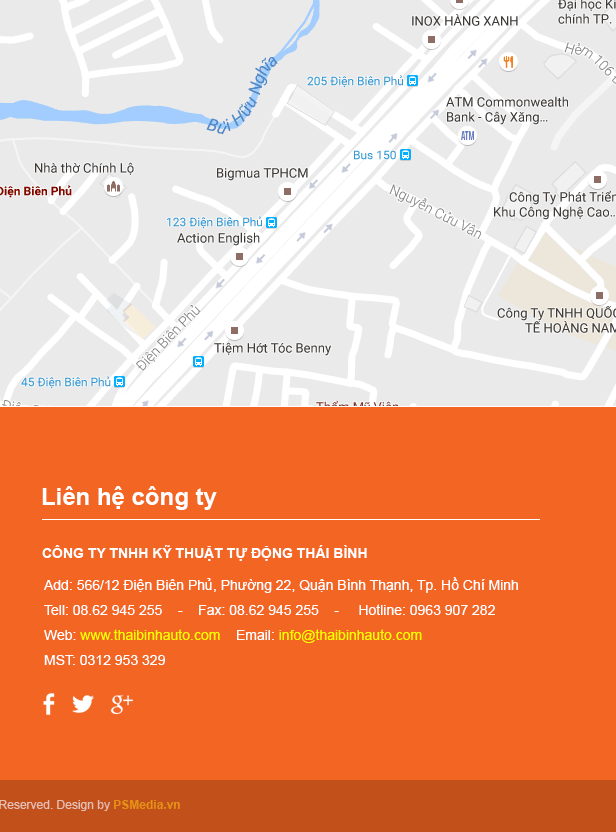 Đại học Ki
chính TP.
INOX HÀNG XANH
Hẻm 106
Bùi Hữu Nghĩa
205 Điện Biên Phủ
ATM Commonwealth
Bank - Cây Xăng...
ATM
Bus 150
Nhà thờ Chính Lộ
Bigmua TPHCM
Điện Biên Phủ
Nguyễn Cửu Vân
Công Ty Phát Triển
Khu Công Nghệ Cao...
123 Điện Biên Phủ
Action English
Công Ty TNHH QUỐC
TẾ HOÀNG NAM
Điện Biên Phủ
Tiệm Hớt Tóc Benny
45 Điện Biên Phủ
Thẩm Mỹ Viện
Liên hệ công ty
CÔNG TY TNHH KỸ THUẬT TỰ ĐỘNG THÁI BÌNH
Add: 566/12 Điện Biên Phủ, Phường 22, Quận Bình Thạnh, Tp. Hồ Chí Minh
Tell: 08.62 945 255 - Fax: 08.62 945 255 - Hotline: 0963 907 282
Web: www.thaibinhauto.com Email: info@thaibinhauto.com
MST: 0312 953 329
Reserved. Design by PSMedia.vn